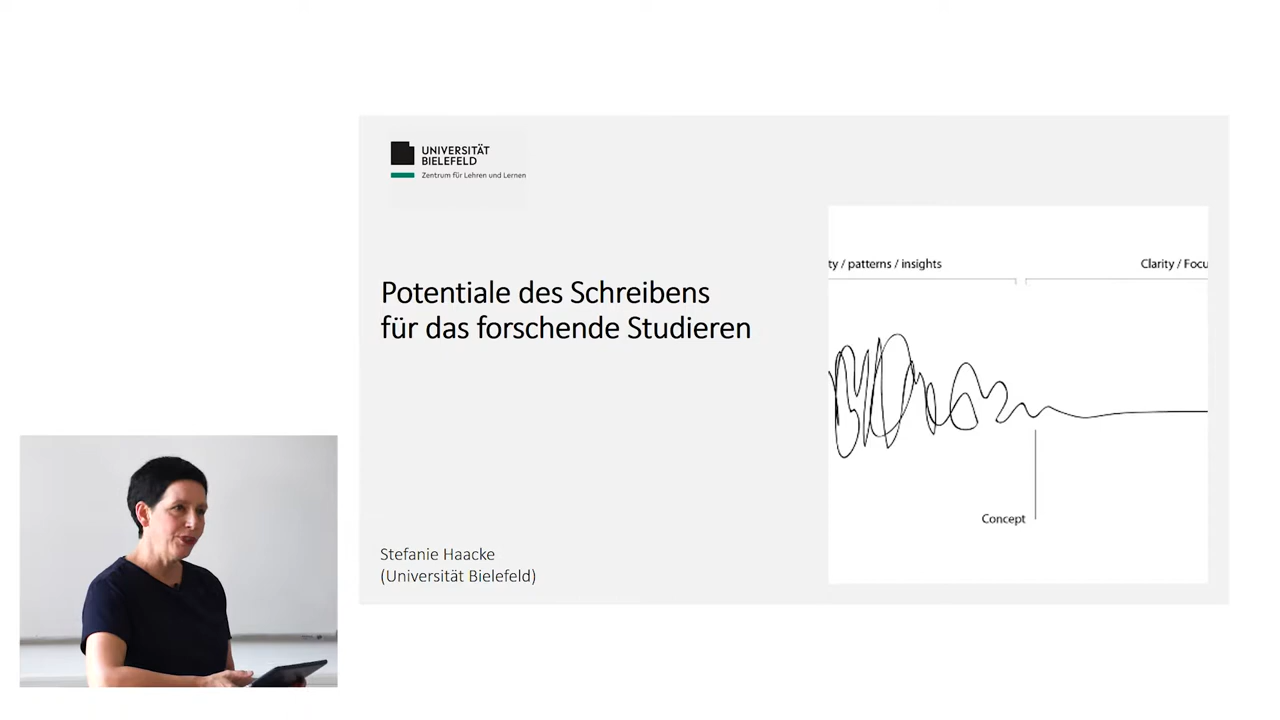 UNIVERSITÄT
BIELEFELD
Zentrum für Lehren und Lernen
Potentiale des Schreibens
für das forschende Studieren
ty / patterns / insights
Clarity / Focu
Concept
Stefanie Haacke
(Universität Bielefeld)